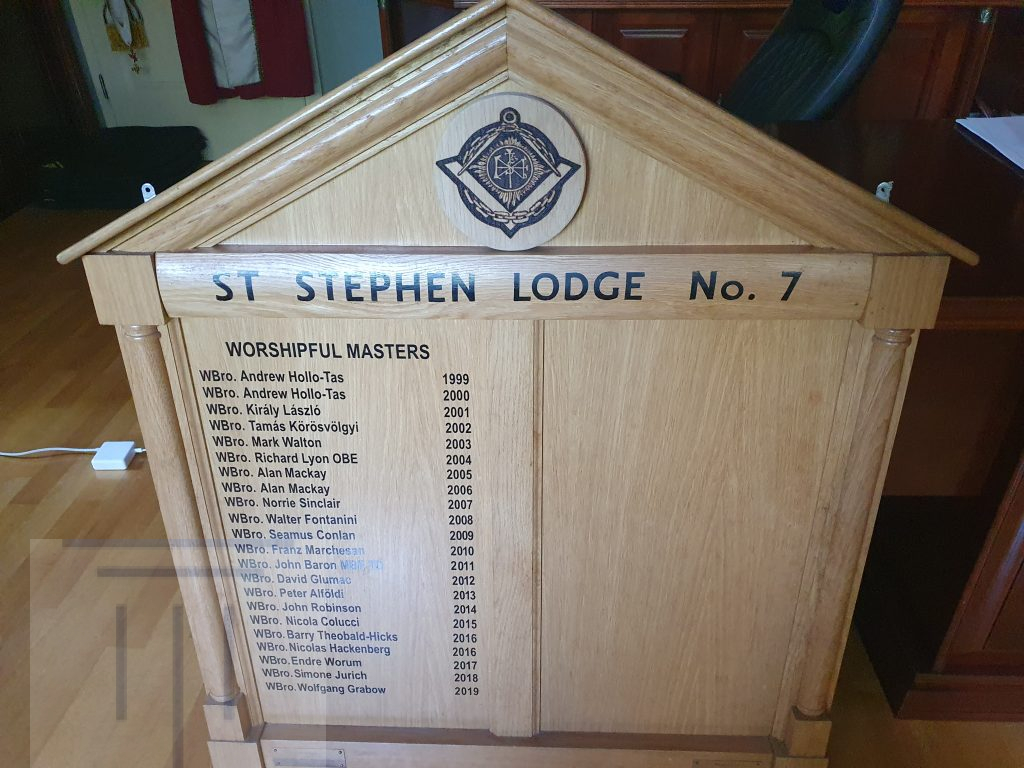 ST STEPHEN LODGE No. 7
WORSHIPFUL MASTERS
WBro. Andrew Hollo-Tas 1999
WBro. Andrew Hollo-Tas 2000
WBro. Király László 2001
WBro. Tamás Körösvölgyi 2002
WBro. Mark Walton 2003
WBro. Richard Lyon OBE 2004
WBro. Alan Mackay 2005
WBro. Alan Mackay 2006
WBro. Norrie Sinclair 2007
WBro. Walter Fontanini 2008
WBro. Seamus Conlan 2009
WBro. Franz Marchesan 2010
WBro. John Baron 2011
WBro. David Glumac 2012
WBro. Peter Alföldi 2013
WBro. John Robinson 2014
WBro. Nicola Colucci 2015
WBro. Barry Theobald-Hicks 2016
WBro. Nicolas Hackenberg 2016
WBro. Endre Worum 2017
WBro. Simone Jurich 2018
WBro. Wolfgang Grabow 2019